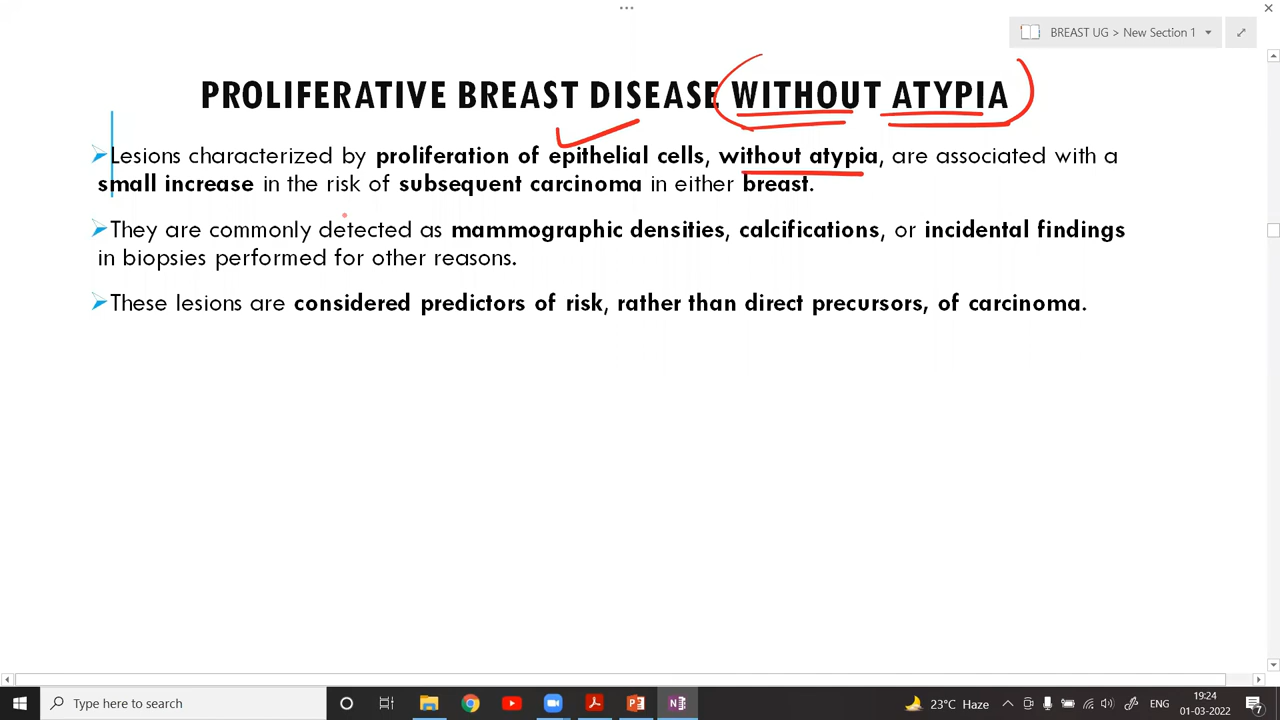 BREAST UG > New Section 1
PROLIFERATIVE BREAST DISEASE WITHOUT ATYPIA
Lesions characterized by proliferation of epithelial cells, without atypia, are associated with a
small increase in the risk of subsequent carcinoma in either breast.
They are commonly detected as mammographic densities, calcifications, or incidental findings
in biopsies performed for other reasons.
These lesions are considered predictors of risk, rather than direct precursors, of carcinoma.
Type here to search
23°C Haze
ENG
19:24
01-03-2022
7